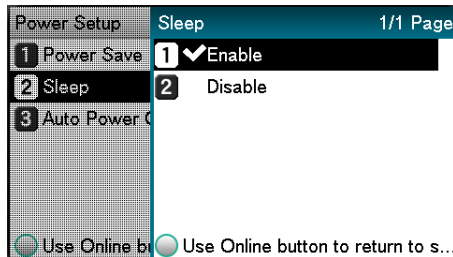 Power Setup
1 Power Save
2 Sleep
3 Auto Power
Use Online
Sleep 1/1 Page
1 Enable
2 Disable
Use Online button to return to s...